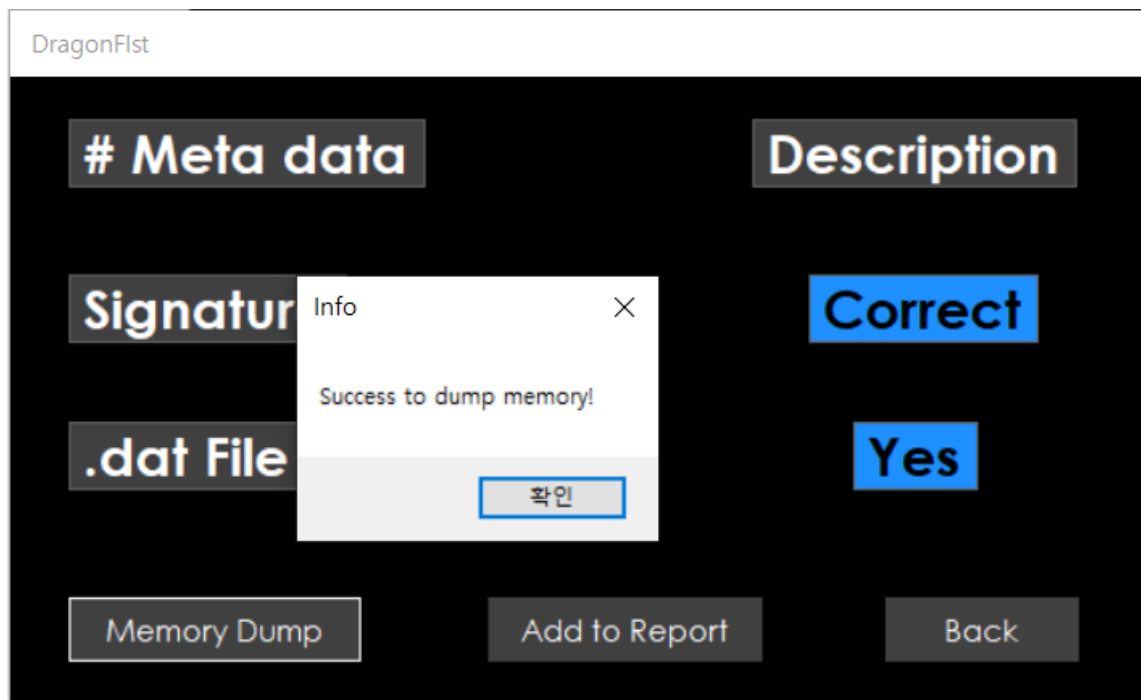 DragonFIst
# Meta data
Description
Signatur
Correct
Info
Success to dump memory!
확인
.dat File
Yes
Memory Dump
Add to Report
Back